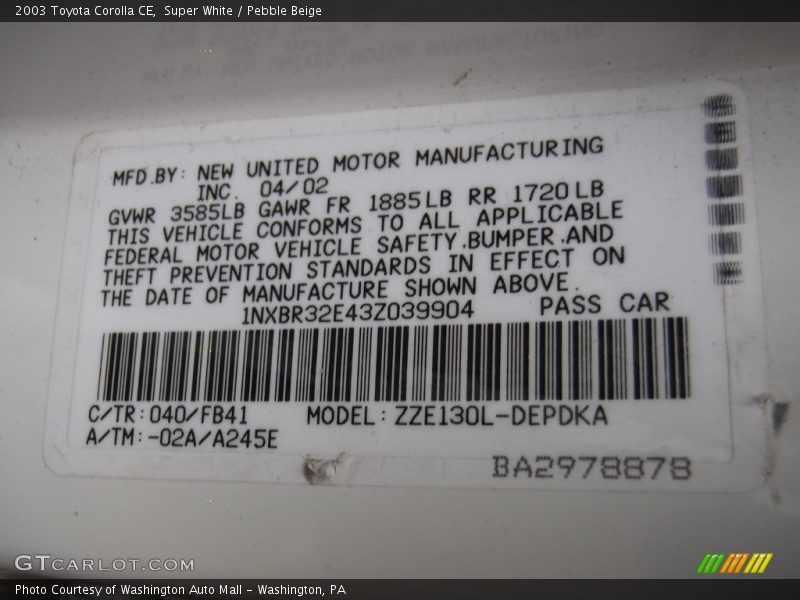 2003 Toyota Corolla CE,  Super White / Pebble Beige
MFD.BY: NEW UNITED MOTOR MANUFACTURING
INC. 04/02
GVWR 3585LB GAWR FR 1885LB RR 1720LB
THIS VEHICLE CONFORMS TO ALL APPLICABLE
FEDERAL MOTOR VEHICLE SAFETY,BUMPER,AND
THEFT PREVENTION STANDARDS IN EFFECT ON
THE DATE OF MANUFACTURE SHOWN ABOVE.
1NXBR32E43Z039904 PASS CAR
C/TR:040/FB41 MODEL:ZZE130L-DEPDKA
A/TM:-02A/A245E
BA2978878
GTCARLOT.COM
Photo Courtesy of Washington Auto Mall - Washington, PA